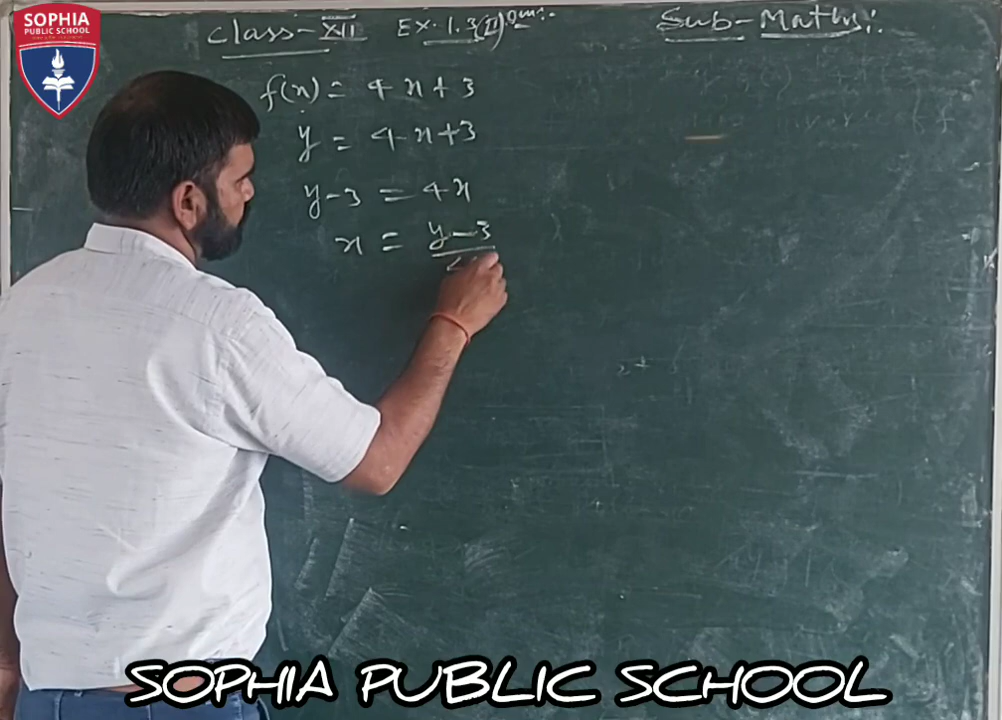 SOPHIA
PUBLIC SCHOOL
Class-XII Ex. 1.3(II) Sub- Maths:
f(x) = 4x+3
y = 4x+3
y-3 = 4x
x = y-3
SOPHIA PUBLIC SCHOOL